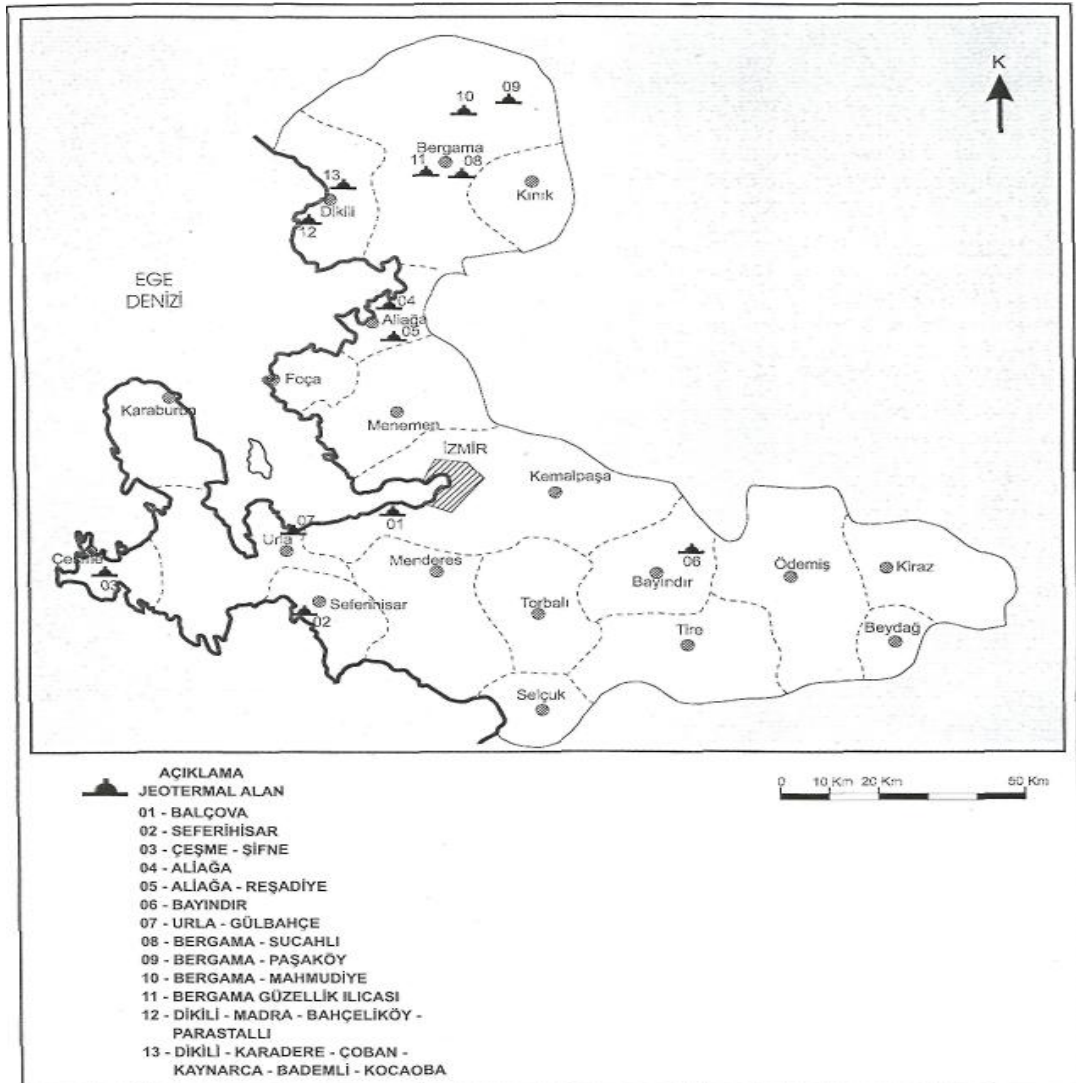 K
09
10
Bergama
11
08
13
Kınık
Dikili
12
EGE
DENİZİ
04
Aliağa
05
Foça
Karaburun
Menemen
İZMİR
Kemalpaşa
01
07
Urla
Çeşme
03
Menderes
06
Bayındır
Ödemiş
Kiraz
Seferihisar
02
Torbalı
Tire
Beydağ
Selçuk
AÇIKLAMA
JEOTERMAL ALAN
0 10 Km 20 Km 50 Km
01 - BALÇOVA
02 - SEFERİHİSAR
03 - ÇEŞME - ŞİFNE
04 - ALİAĞA
05 - ALİAĞA - REŞADİYE
06 - BAYINDIR
07 - URLA - GÜLBAHÇE
08 - BERGAMA - SUCAHLI
09 - BERGAMA - PAŞAKÖY
10 - BERGAMA - MAHMUDİYE
11 - BERGAMA GÜZELLİK ILICASI
12 - DİKİLİ - MADRA - BAHÇELİKÖY -
PARASTALLI
13 - DİKİLİ - KARADERE - ÇOBAN -
KAYNARCA - BADEMLİ - KOCAOBA